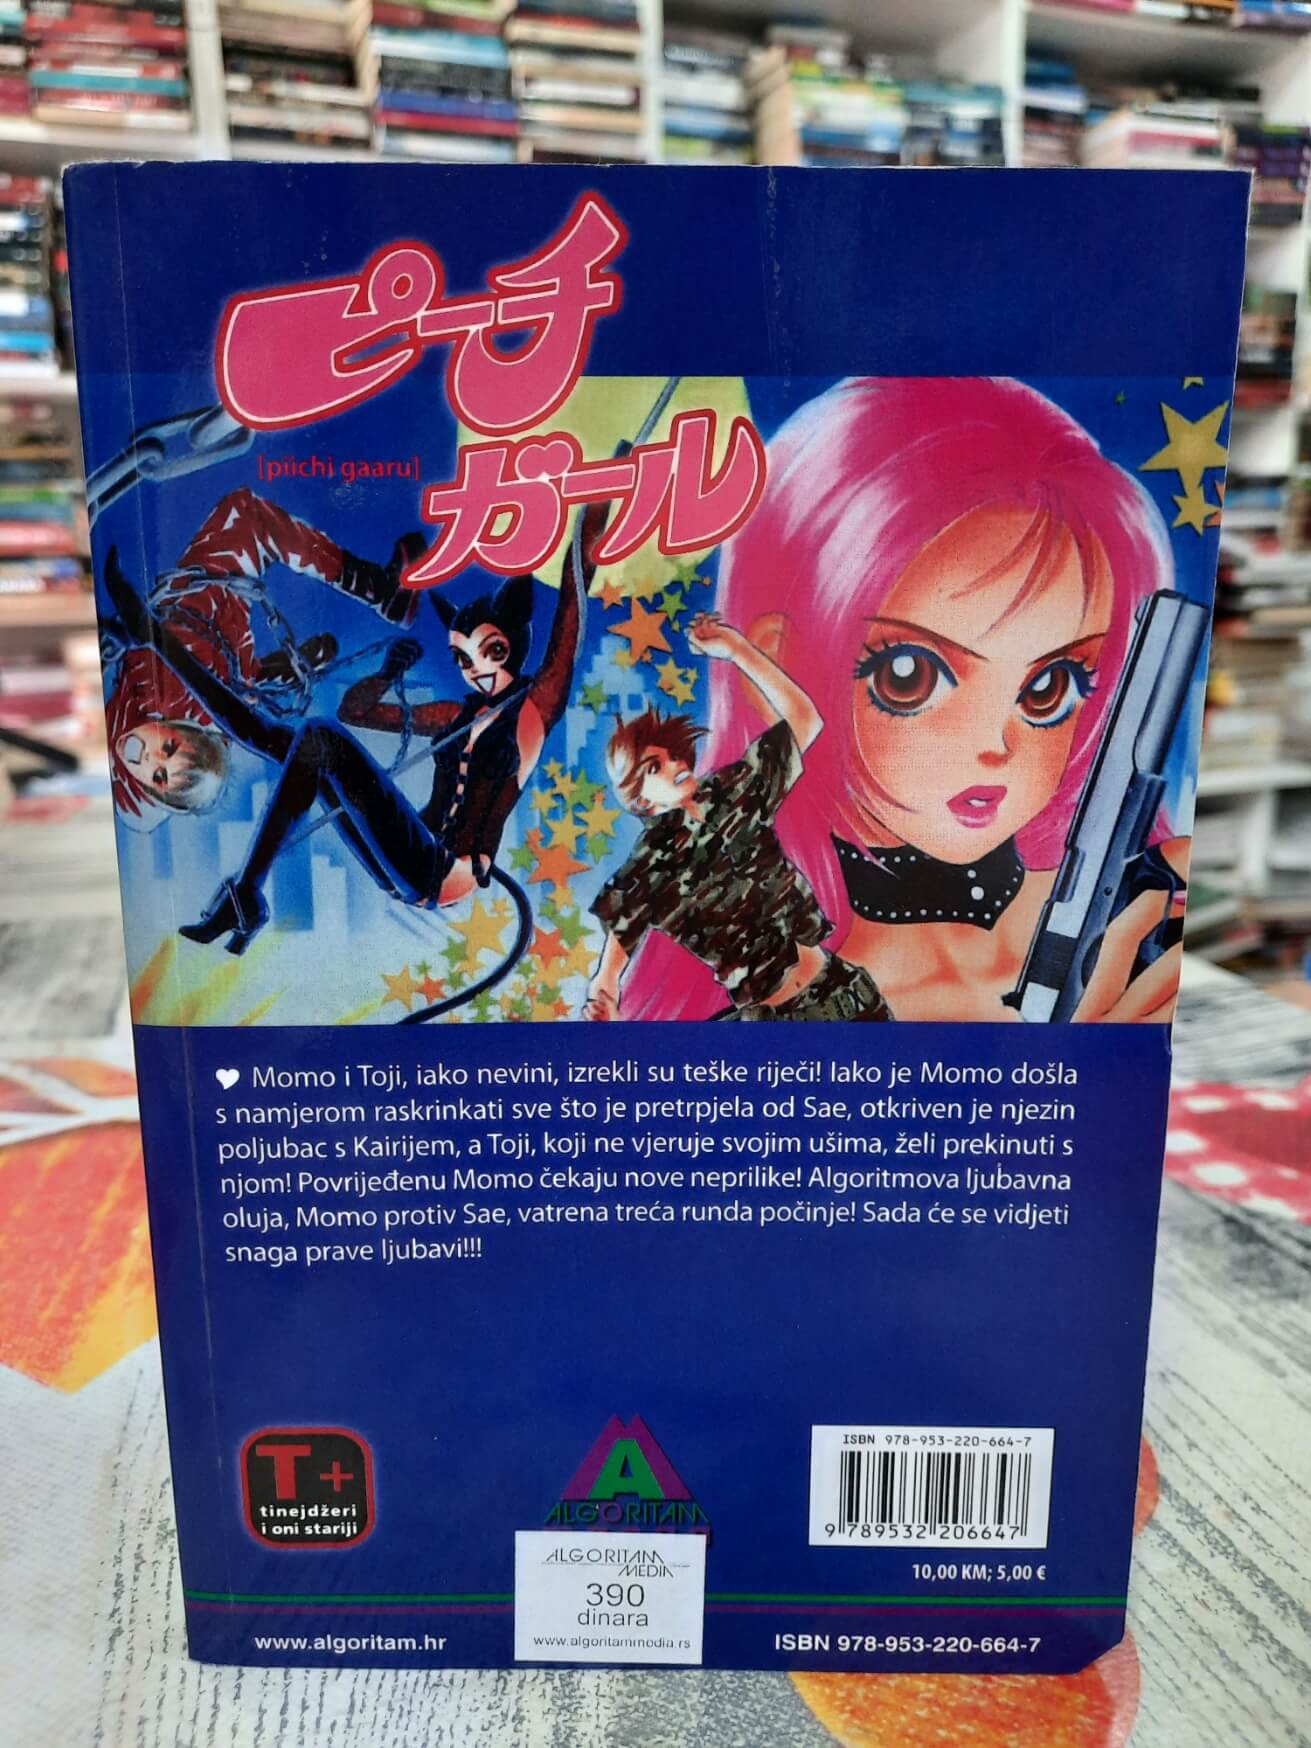 ピーチ
ガール
[piichi gaaru]
Momo i Toji, iako nevini, izrekli su teške riječi! Iako je Momo došla
s namjerom raskrinkati sve što je pretrpjela od Sae, otkriven je njezin
poljubac s Kairijem, a Toji, koji ne vjeruje svojim ušima, želi prekinuti s
njom! Povrijeđenu Momo čekaju nove neprilike! Algoritmova ljubavna
oluja, Momo protiv Sae, vatrena treća runda počinje! Sada će se vidjeti
snaga prave ljubavi!!!
T+
tinejdžeri
i oni stariji
A
ALGORITAM
ALGORITAM
MEDIA
390
dinara
www.algoritammedia.rs
ISBN 978-953-220-664-7
9 789532 206647
10,00 KM; 5,00 €
www.algoritam.hr
ISBN 978-953-220-664-7